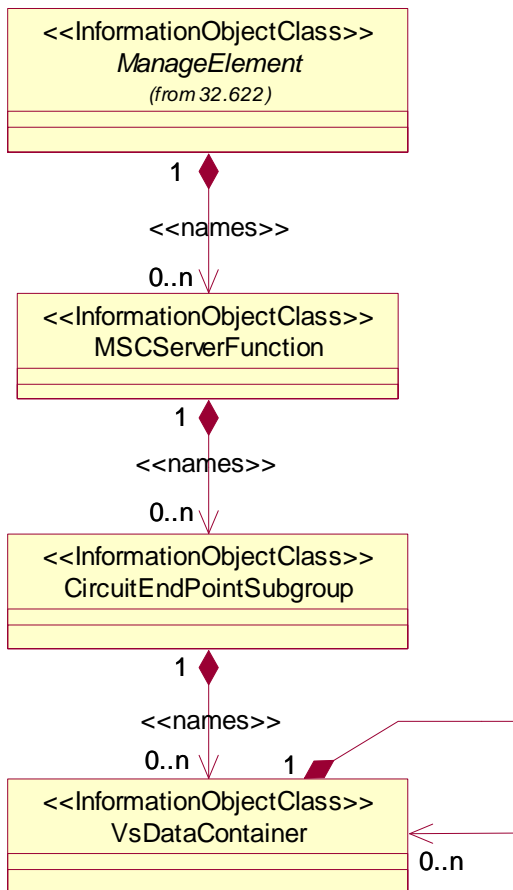 <<InformationObjectClass>>
ManageElement
(from 32.622)
1
<<names>>
0..n
<<InformationObjectClass>>
MSCServerFunction
1
<<names>>
0..n
<<InformationObjectClass>>
CircuitEndPointSubgroup
1
<<names>>
0..n
1
<<InformationObjectClass>>
VsDataContainer
0..n